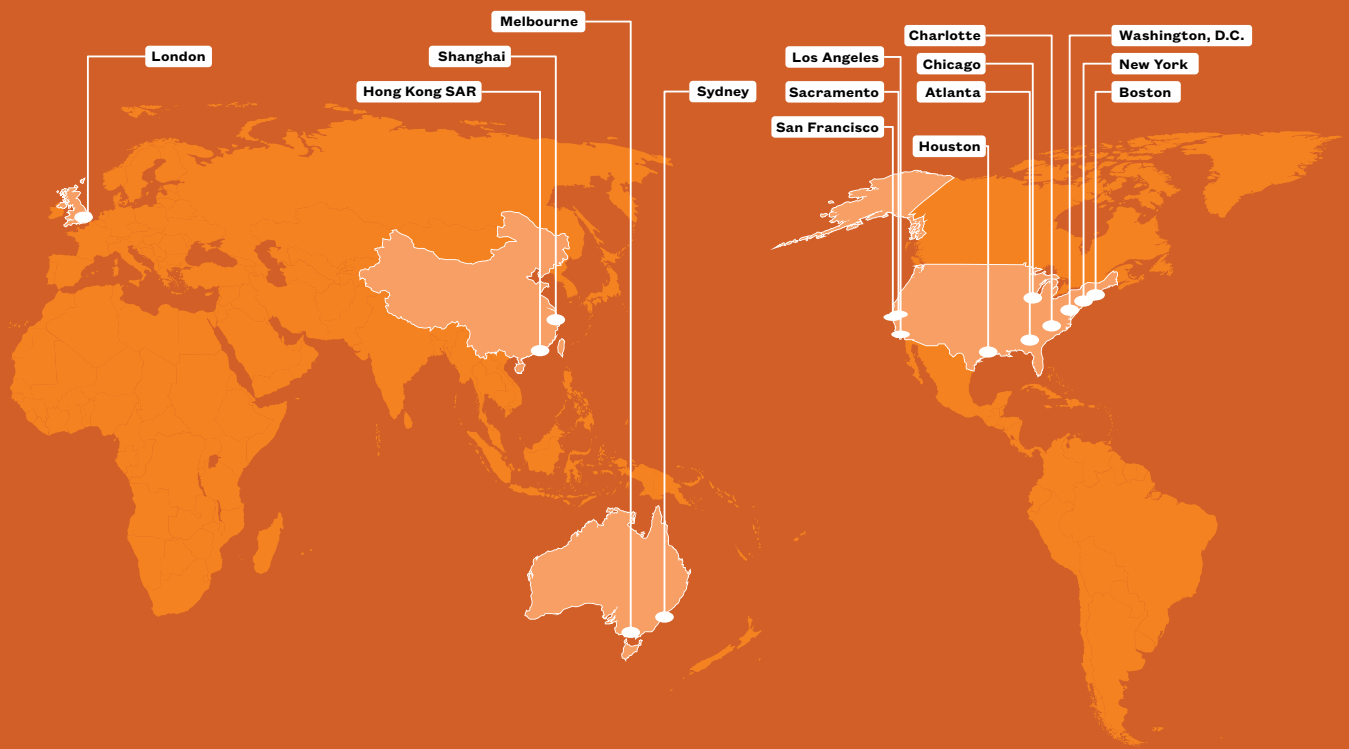 Melbourne
London
Shanghai
Hong Kong SAR
Sydney
Charlotte
Los Angeles
Chicago
Sacramento
Atlanta
San Francisco
Houston
Washington, D.C.
New York
Boston